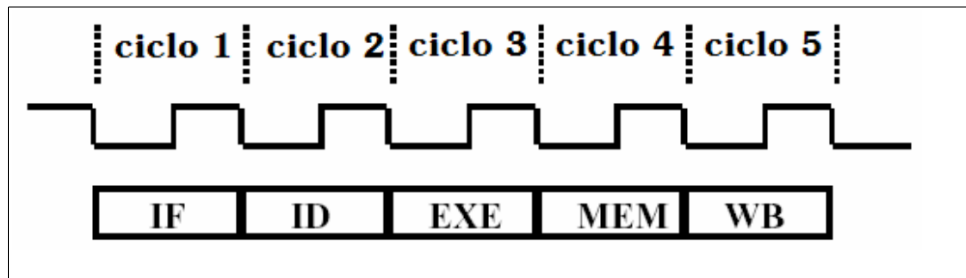 ciclo 1 ciclo 2 ciclo 3 ciclo 4 ciclo 5
IF ID EXE MEM WB